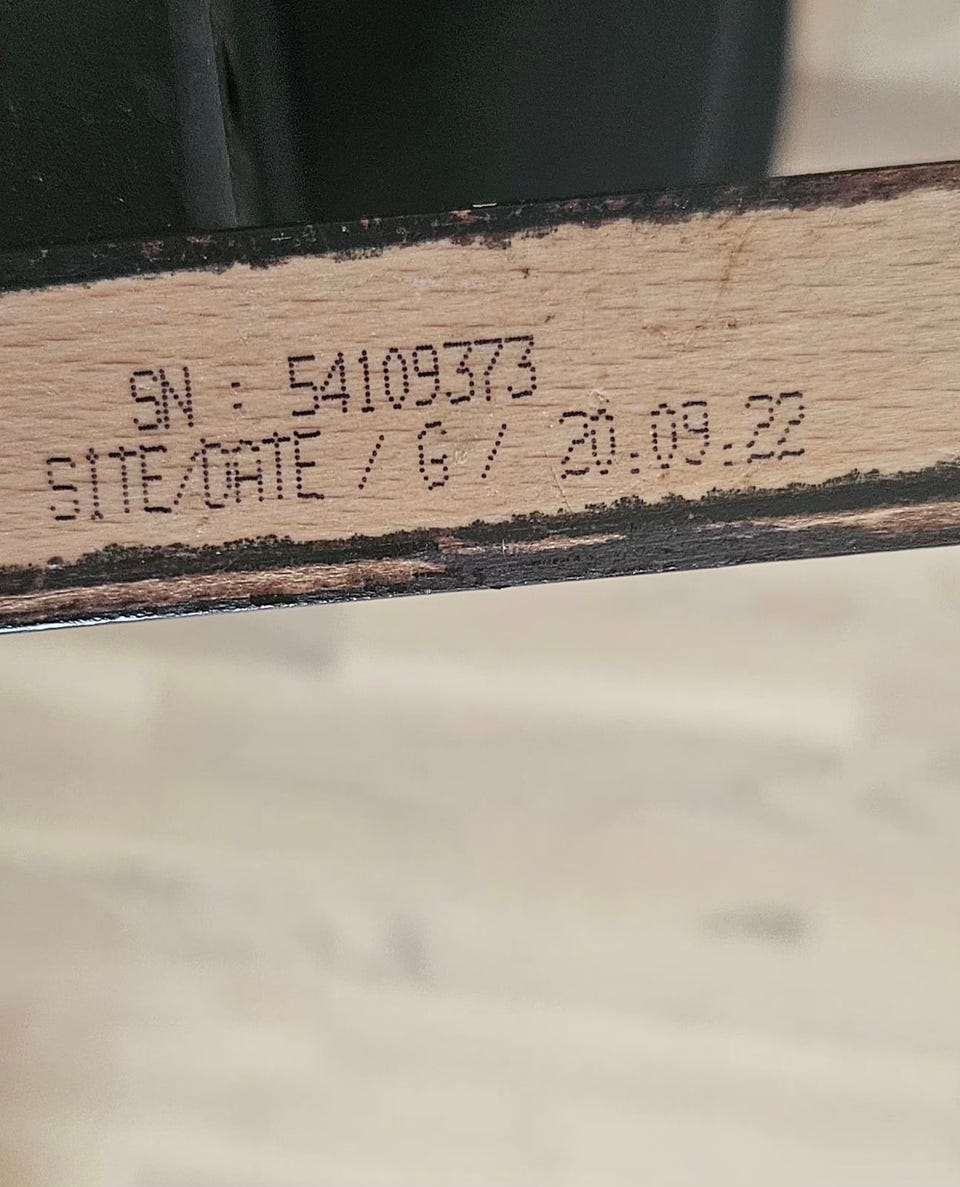 SN : 54109373
SITE/DATE / G / 20.09.22